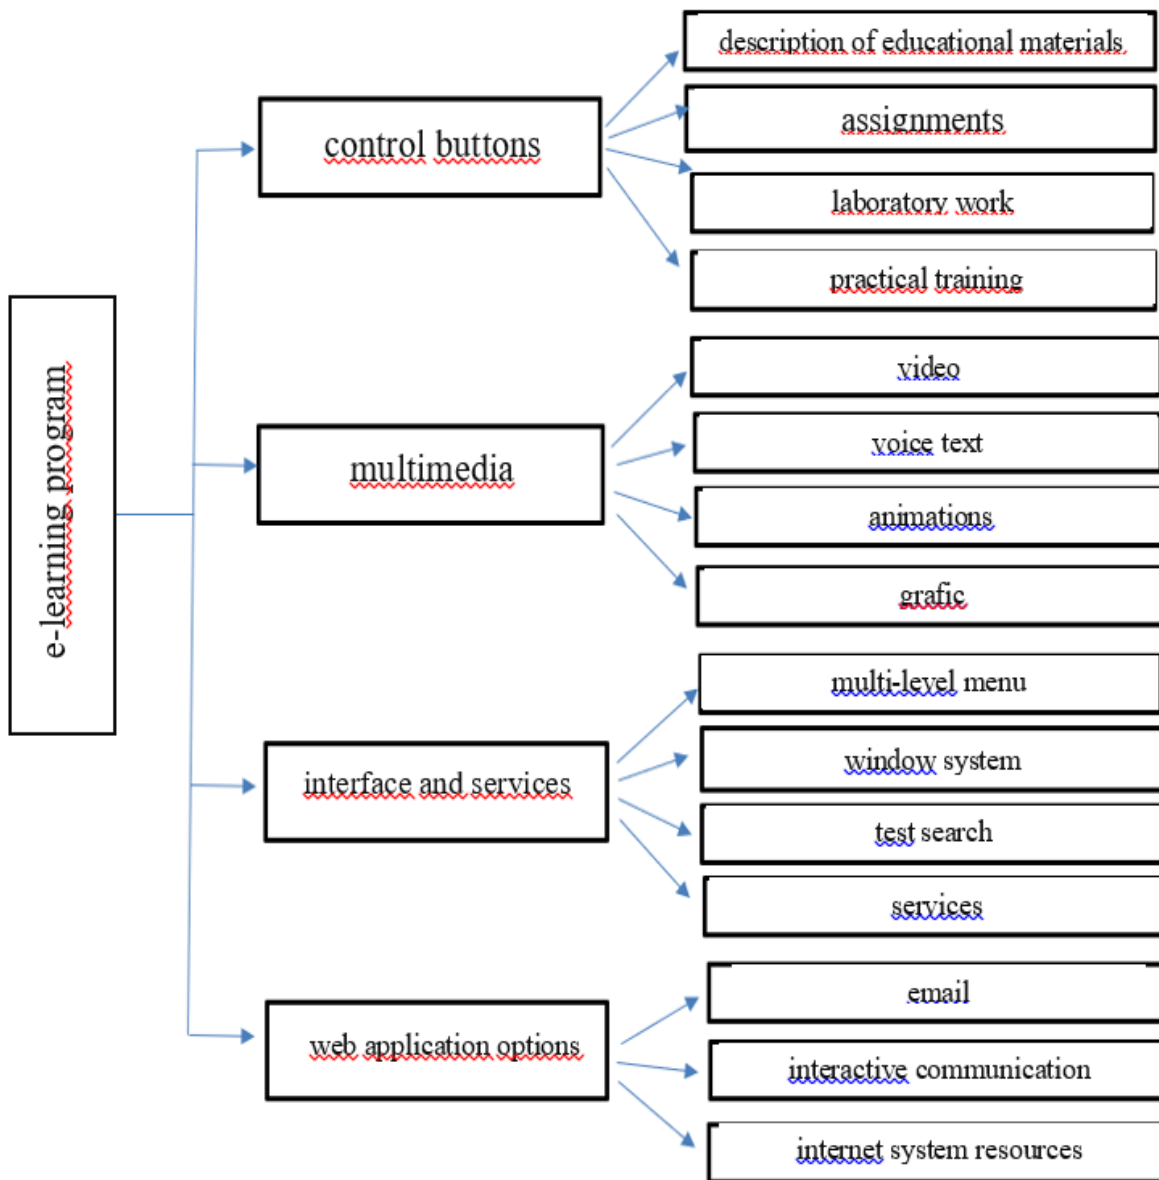 e-learning program
control buttons
description of educational materials
assignments
laboratory work
practical training
multimedia
video
voice text
animations
grafic
interface and services
multi-level menu
window system
test search
services
web application options
email
interactive communication
internet system resources